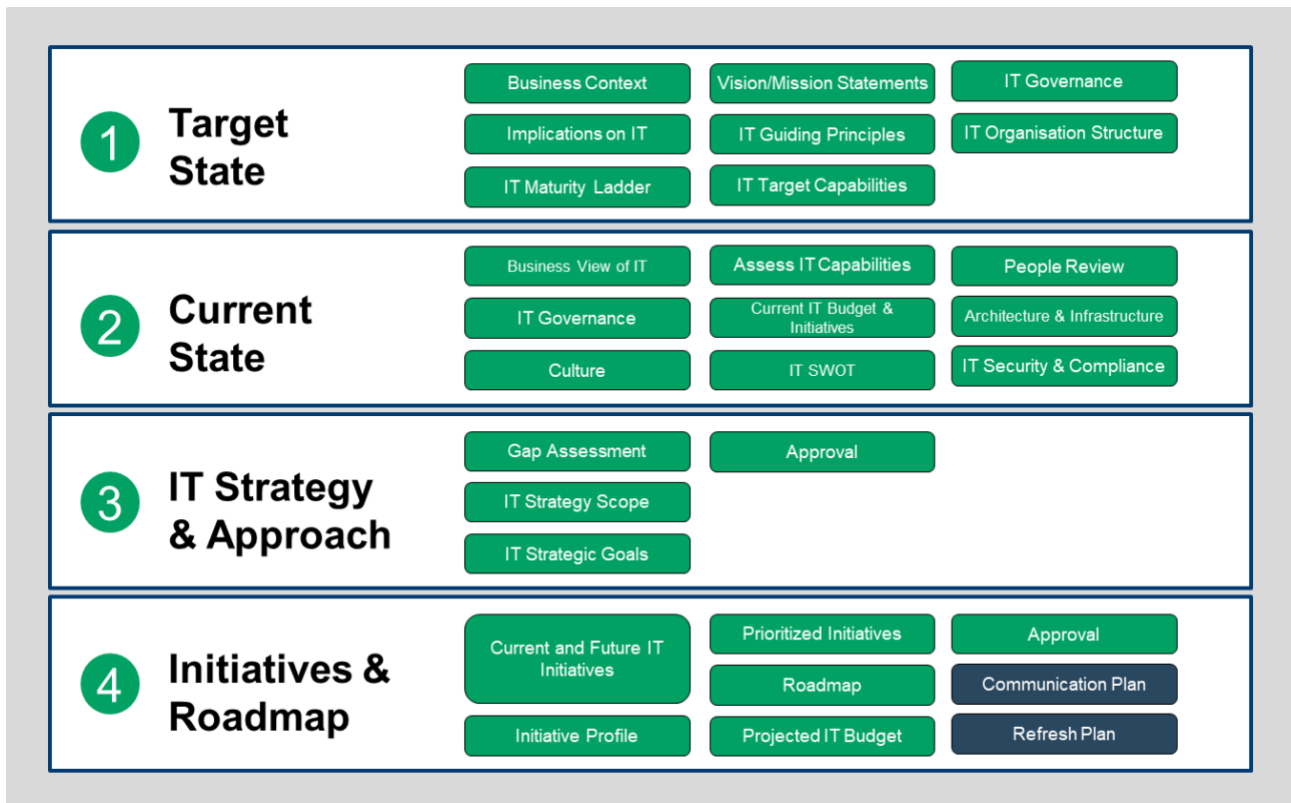 1
Target
State
Business Context
Implications on IT
IT Maturity Ladder
Vision/Mission Statements
IT Guiding Principles
IT Target Capabilities
IT Governance
IT Organisation Structure
2
Current
State
Business View of IT
IT Governance
Culture
Assess IT Capabilities
Current IT Budget &
Initiatives
IT SWOT
People Review
Architecture & Infrastructure
IT Security & Compliance
3
IT Strategy
& Approach
Gap Assessment
IT Strategy Scope
IT Strategic Goals
Approval
4
Initiatives &
Roadmap
Current and Future IT
Initiatives
Initiative Profile
Prioritized Initiatives
Roadmap
Projected IT Budget
Approval
Communication Plan
Refresh Plan